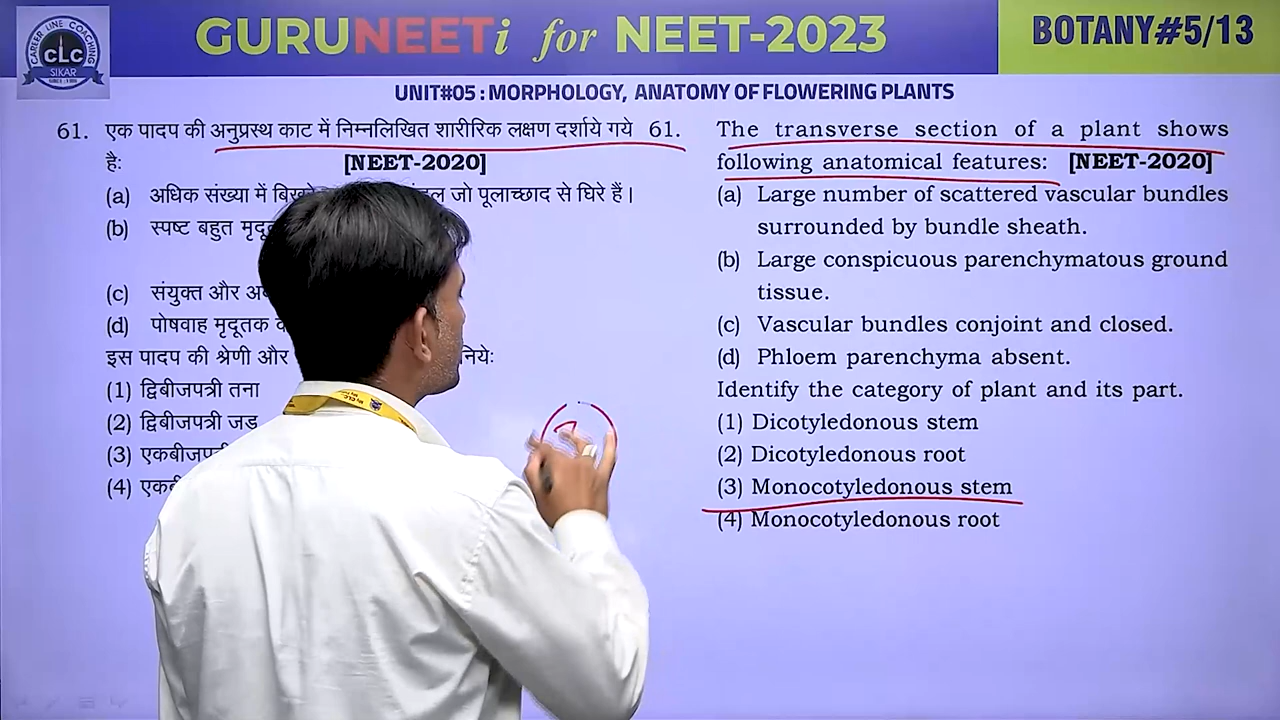 CAREER LINE COACHING
CLC
SIKAR
GURUNEETi for NEET-2023
BOTANY#5/13
UNIT#05 : MORPHOLOGY, ANATOMY OF FLOWERING PLANTS
61. एक पादप की अनुप्रस्थ काट में निम्नलिखित शारीरिक लक्षण दर्शाये गये
है: [NEET-2020]
(a) अधिक संख्या में जो पूलाच्छाद से घिरे हैं।
(b) स्पष्ट बहुत
(c) संयुक्त और
(d) पोषवाह मृदूतक
इस पादप की श्रेणी और
(1) द्विबीजपत्री तना
(2) द्विबीजपत्री जड़
(3)
(4)
61. The transverse section of a plant shows
following anatomical features: [NEET-2020]
(a) Large number of scattered vascular bundles
surrounded by bundle sheath.
(b) Large conspicuous parenchymatous ground
tissue.
(c) Vascular bundles conjoint and closed.
(d) Phloem parenchyma absent.
Identify the category of plant and its part.
(1) Dicotyledonous stem
(2) Dicotyledonous root
(3) Monocotyledonous stem
(4) Monocotyledonous root